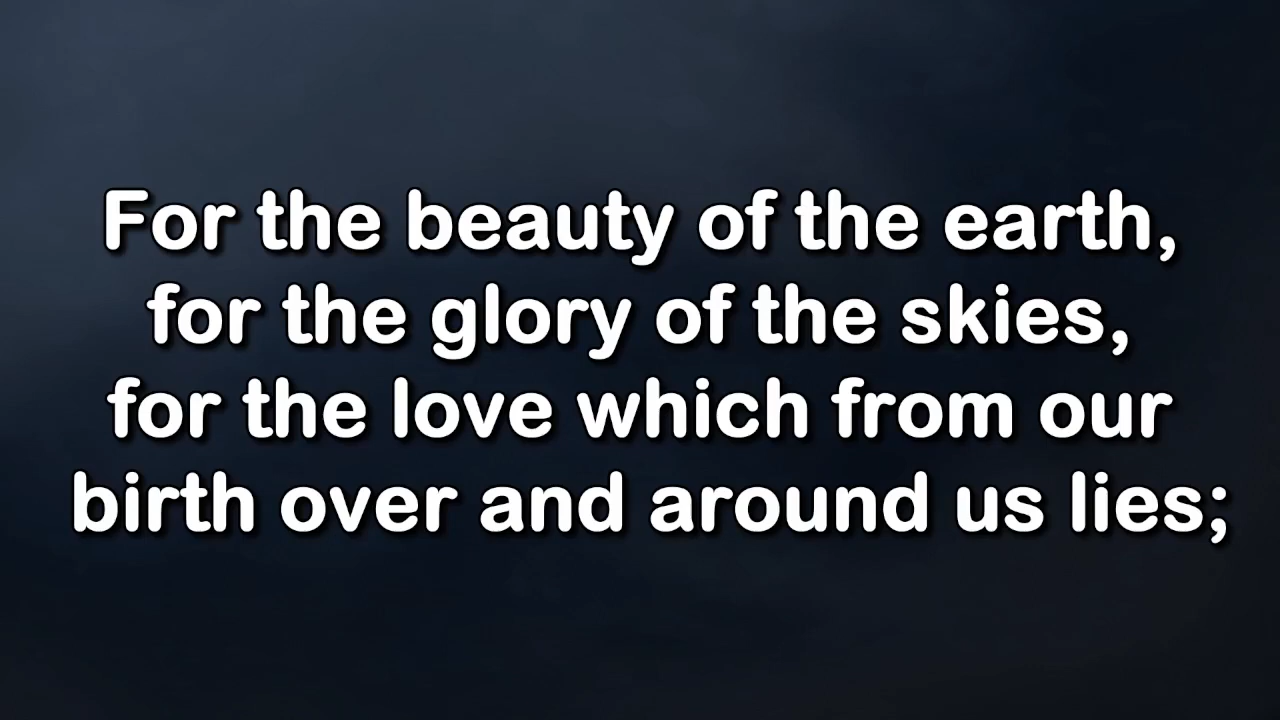 For the beauty of the earth,
for the glory of the skies,
for the love which from our
birth over and around us lies;